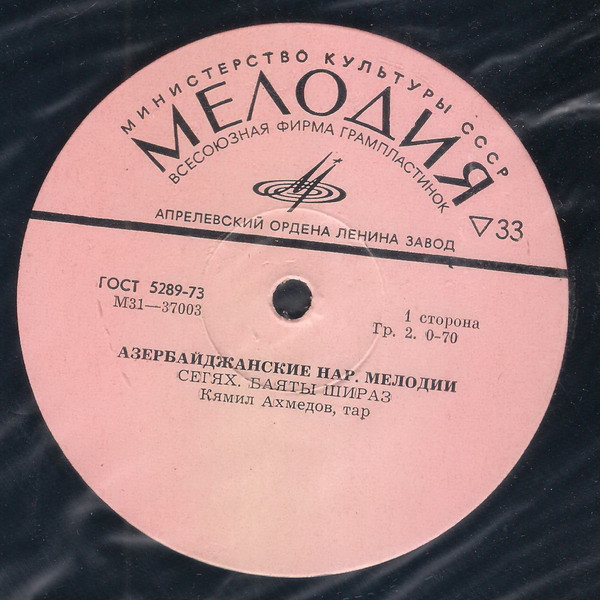 МИНИСТЕРСТВО КУЛЬТУРЫ СССР
МЕЛОДИЯ
ВСЕСОЮЗНАЯ ФИРМА ГРАМПЛАСТИНОК
АПРЕЛЕВСКИЙ ОРДЕНА ЛЕНИНА ЗАВОД
▽33
ГОСТ 5289-73
М31—37003
1 сторона
Гр. 2. 0-70
АЗЕРБАЙДЖАНСКИЕ НАР. МЕЛОДИИ
СЕГЯХ. БАЯТЫ ШИРАЗ
Кямил Ахмедов, тар